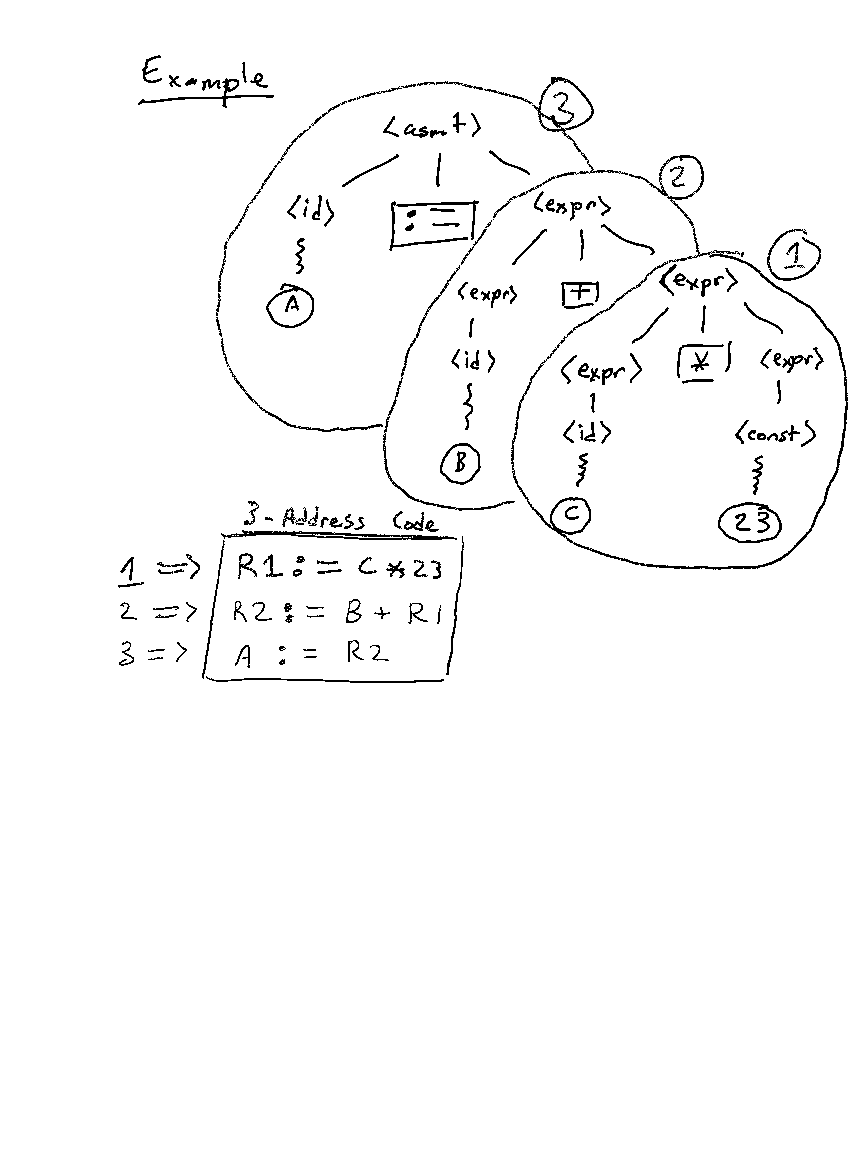 Example
3
<asmt>
2
<id> := <expr>
1
A <expr> + <expr>
<id> <expr> * <expr>
<id> <const>
B
C 23
3-Address Code
1 => R1 := C * 23
2 => R2 := B + R1
3 => A := R2